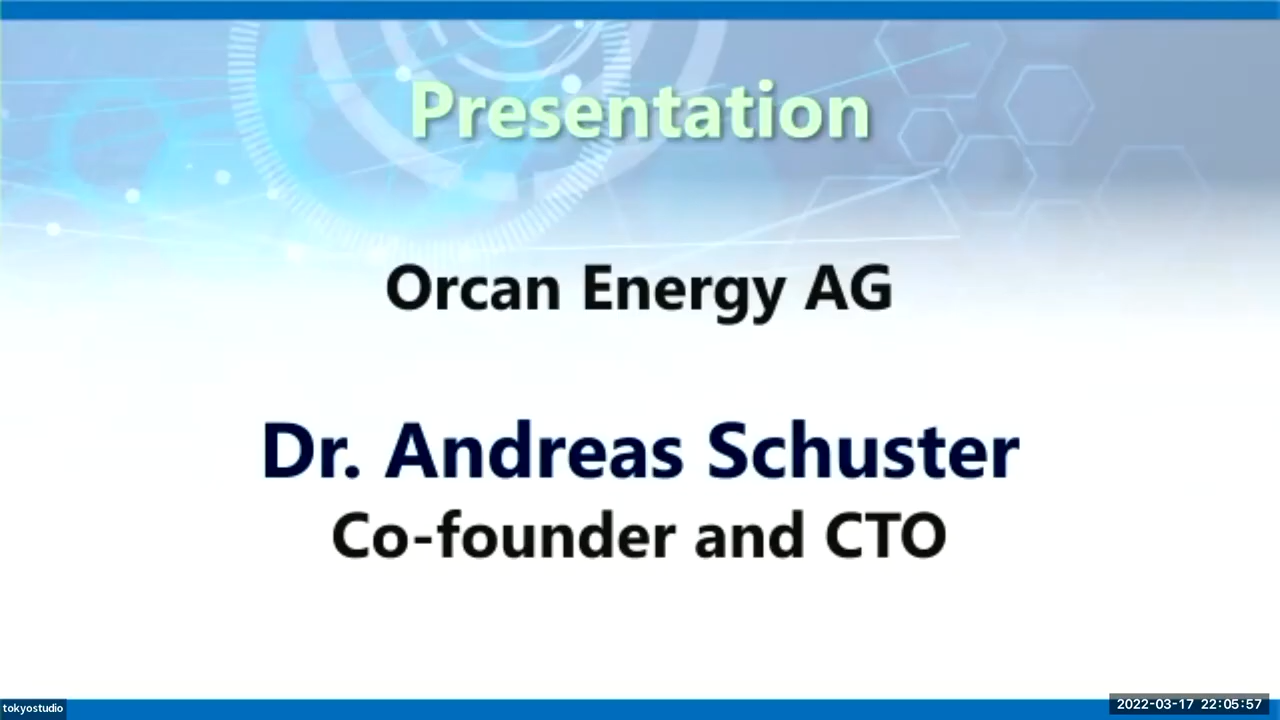 Presentation
Orcan Energy AG
Dr. Andreas Schuster
Co-founder and CTO
tokyostudio
2022-03-17 22:05:57